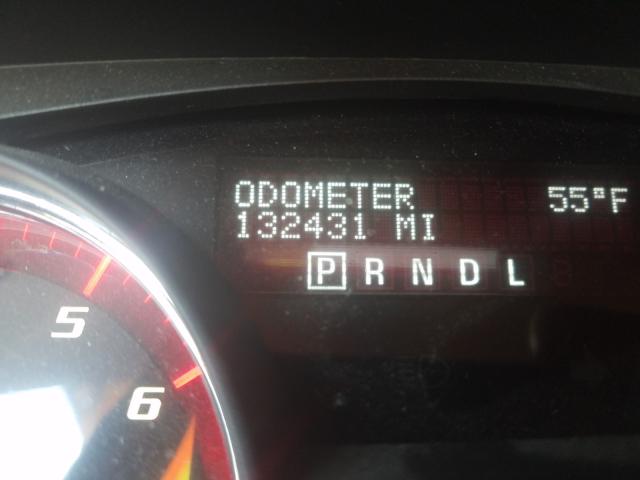 ODOMETER 55°F
132431 MI
P R N D L
5
6